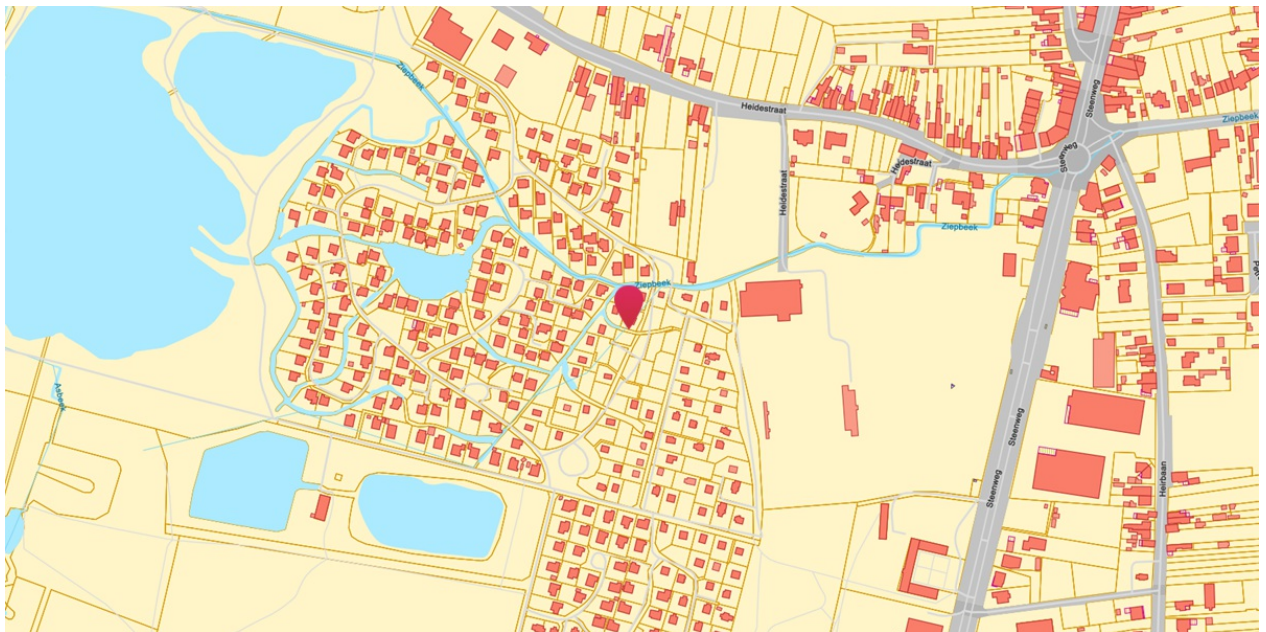 Ziepbeek
Heidestraat
Steenweg
Ziepbeek
Steenweg
Heidestraat
Heidestraat
Ziepbeek
Ziepbeek
Asbeek
Steenweg
Heirbaan
Steenweg